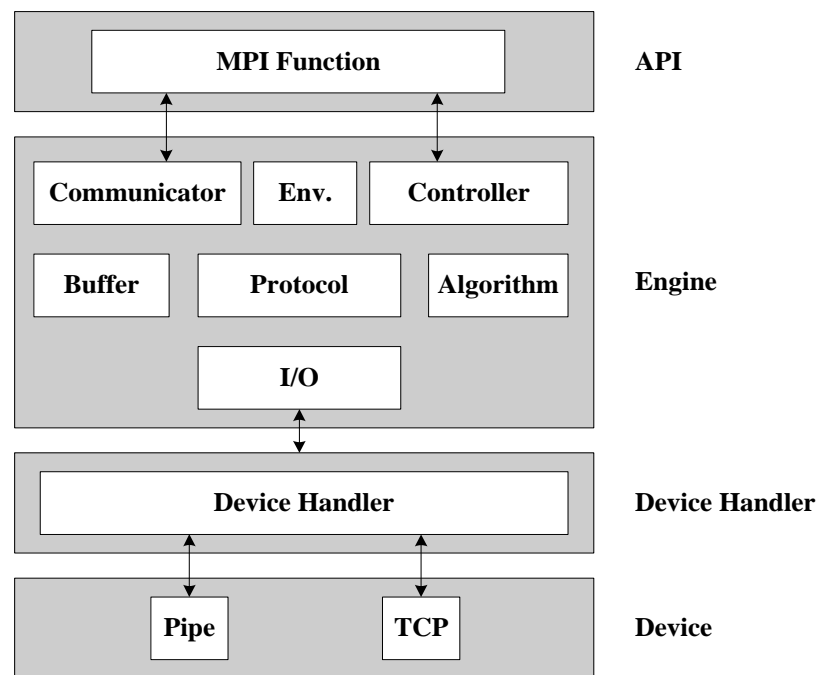 MPI Function
API
Communicator
Env.
Controller
Buffer
Protocol
Algorithm
Engine
I/O
Device Handler
Device Handler
Pipe
TCP
Device